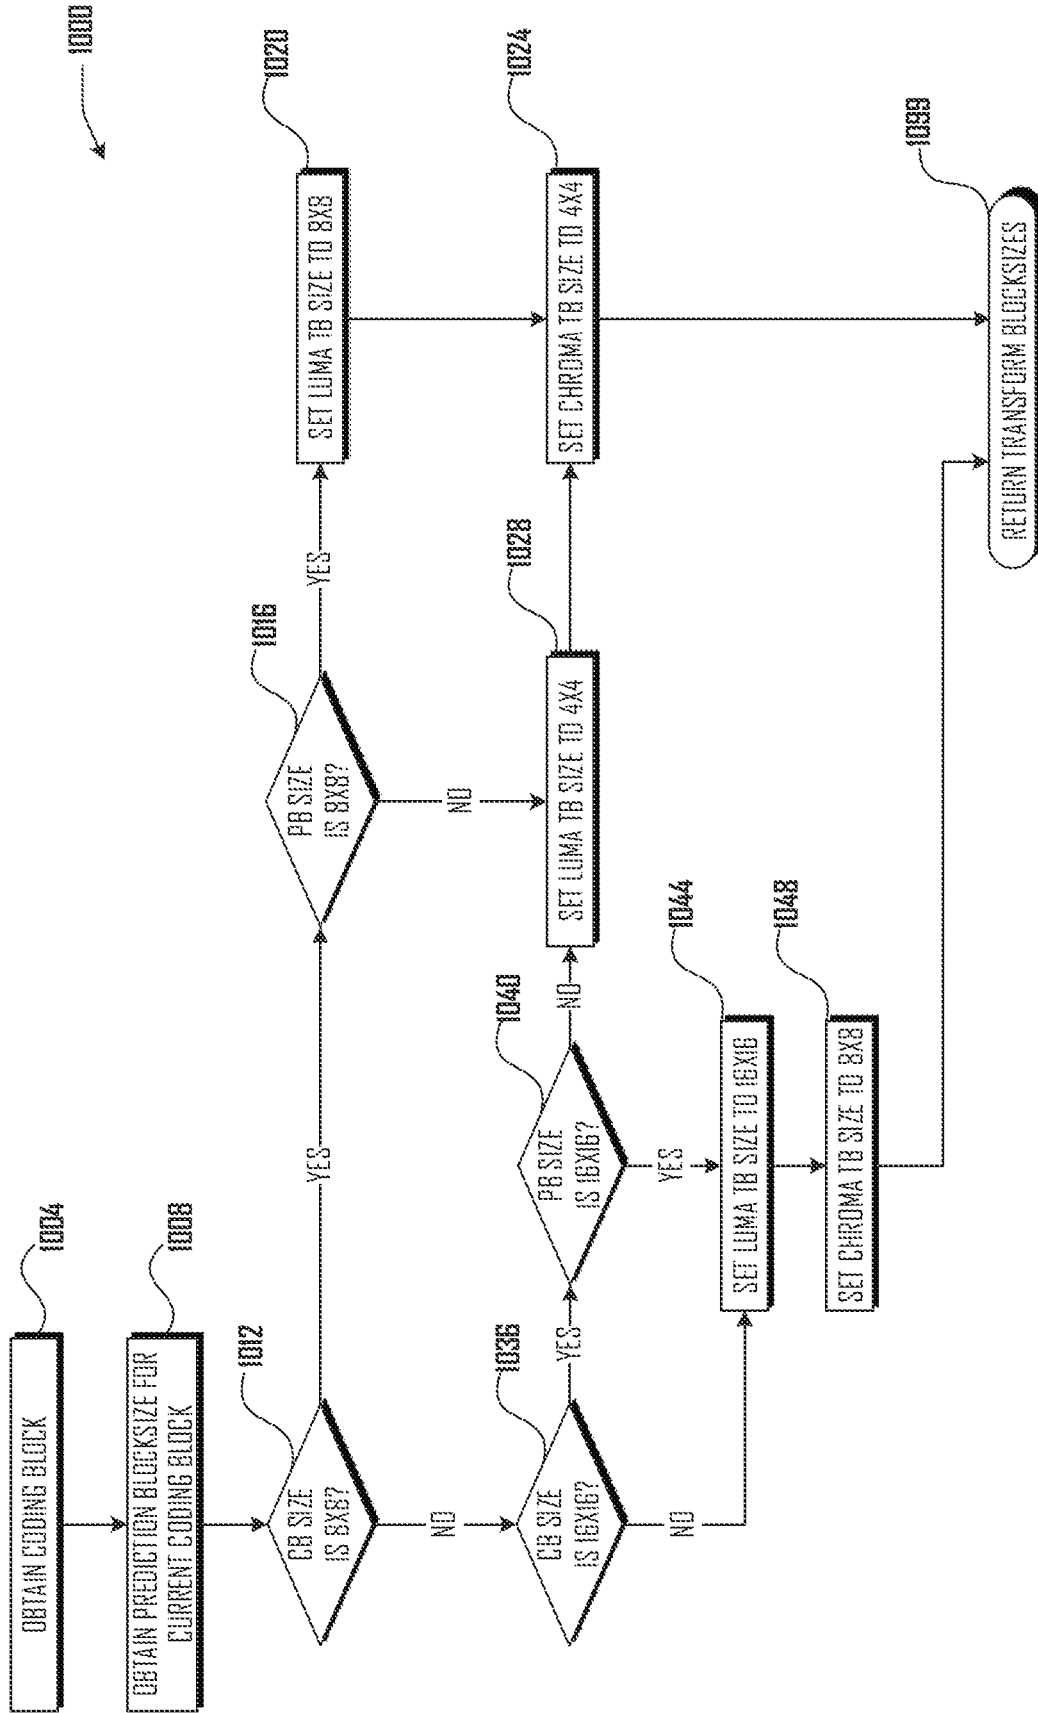 1000
OBTAIN CODING BLOCK
1004
OBTAIN PREDICTION BLOCKSIZE FOR
CURRENT CODING BLOCK
1008
CB SIZE
IS 8X8?
1012
YES
NO
PB SIZE
IS 8X8?
1016
YES
NO
SET LUMA TB SIZE TO 8X8
1020
CB SIZE
IS 16X16?
1036
YES
NO
PB SIZE
IS 16X16?
1040
NO
YES
SET LUMA TB SIZE TO 4X4
1028
SET CHROMA TB SIZE TO 4X4
1024
SET LUMA TB SIZE TO 16X16
1044
SET CHROMA TB SIZE TO 8X8
1048
RETURN TRANSFORM BLOCKSIZES
1099